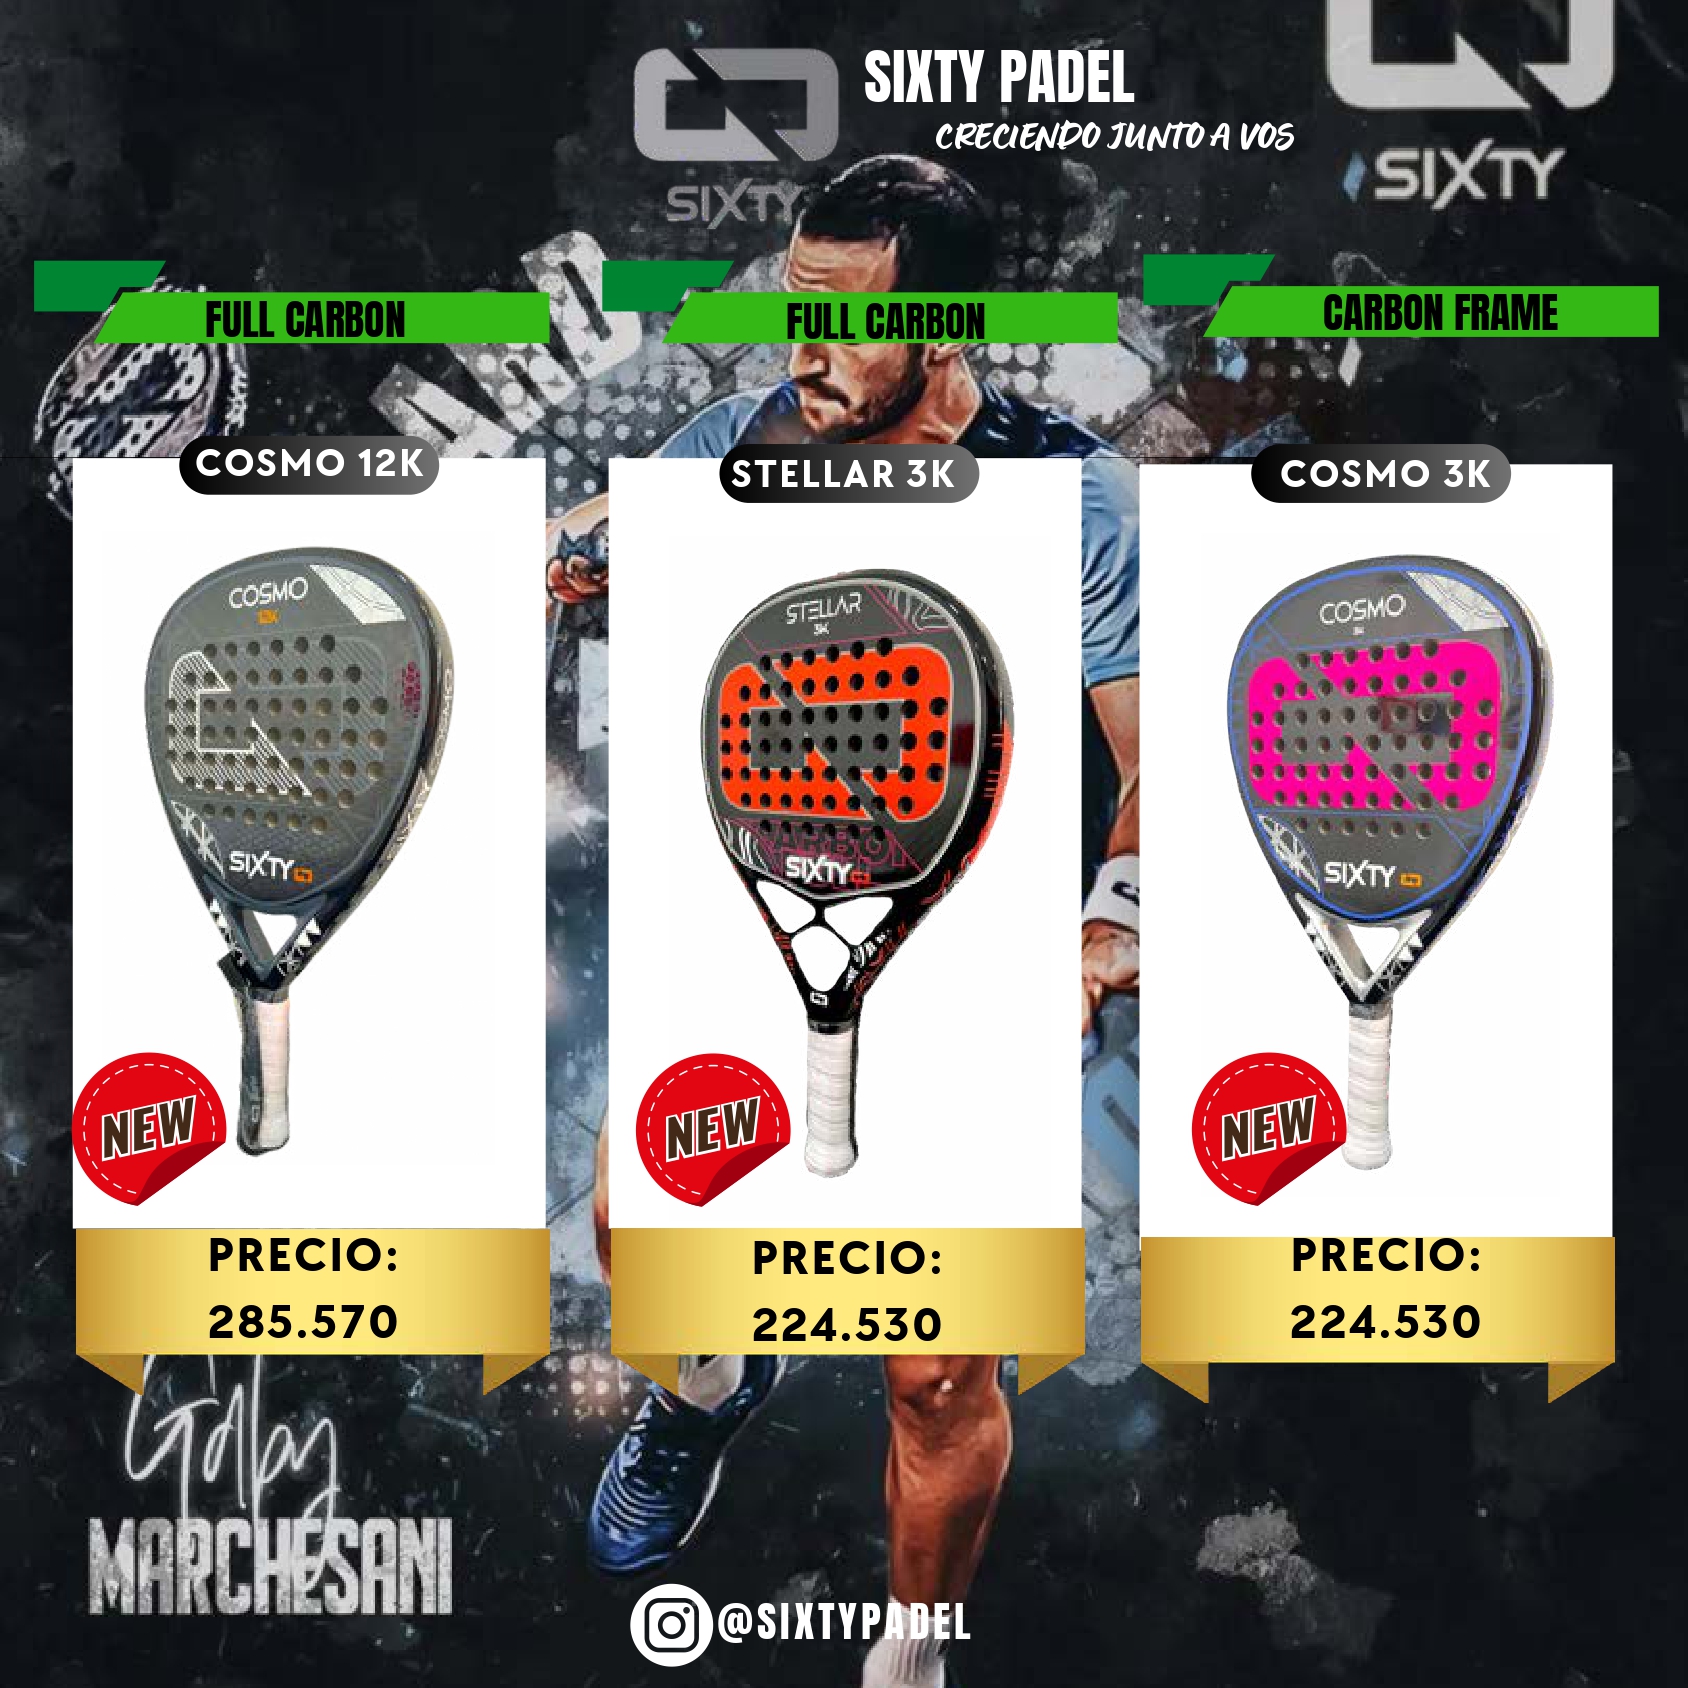 SIXTY PADEL
CRECIENDO JUNTO A VOS
SIXTY
SIXTY
FULL CARBON
FULL CARBON
CARBON FRAME
COSMO 12K
STELLAR 3K
COSMO 3K
COSMO
12K
SIXTY
STELLAR
3K
SIXTY
COSMO
3K
SIXTY
NEW
NEW
NEW
PRECIO:
285.570
PRECIO:
224.530
PRECIO:
224.530
Gaby
MARCHESANI
@SIXTYPADEL